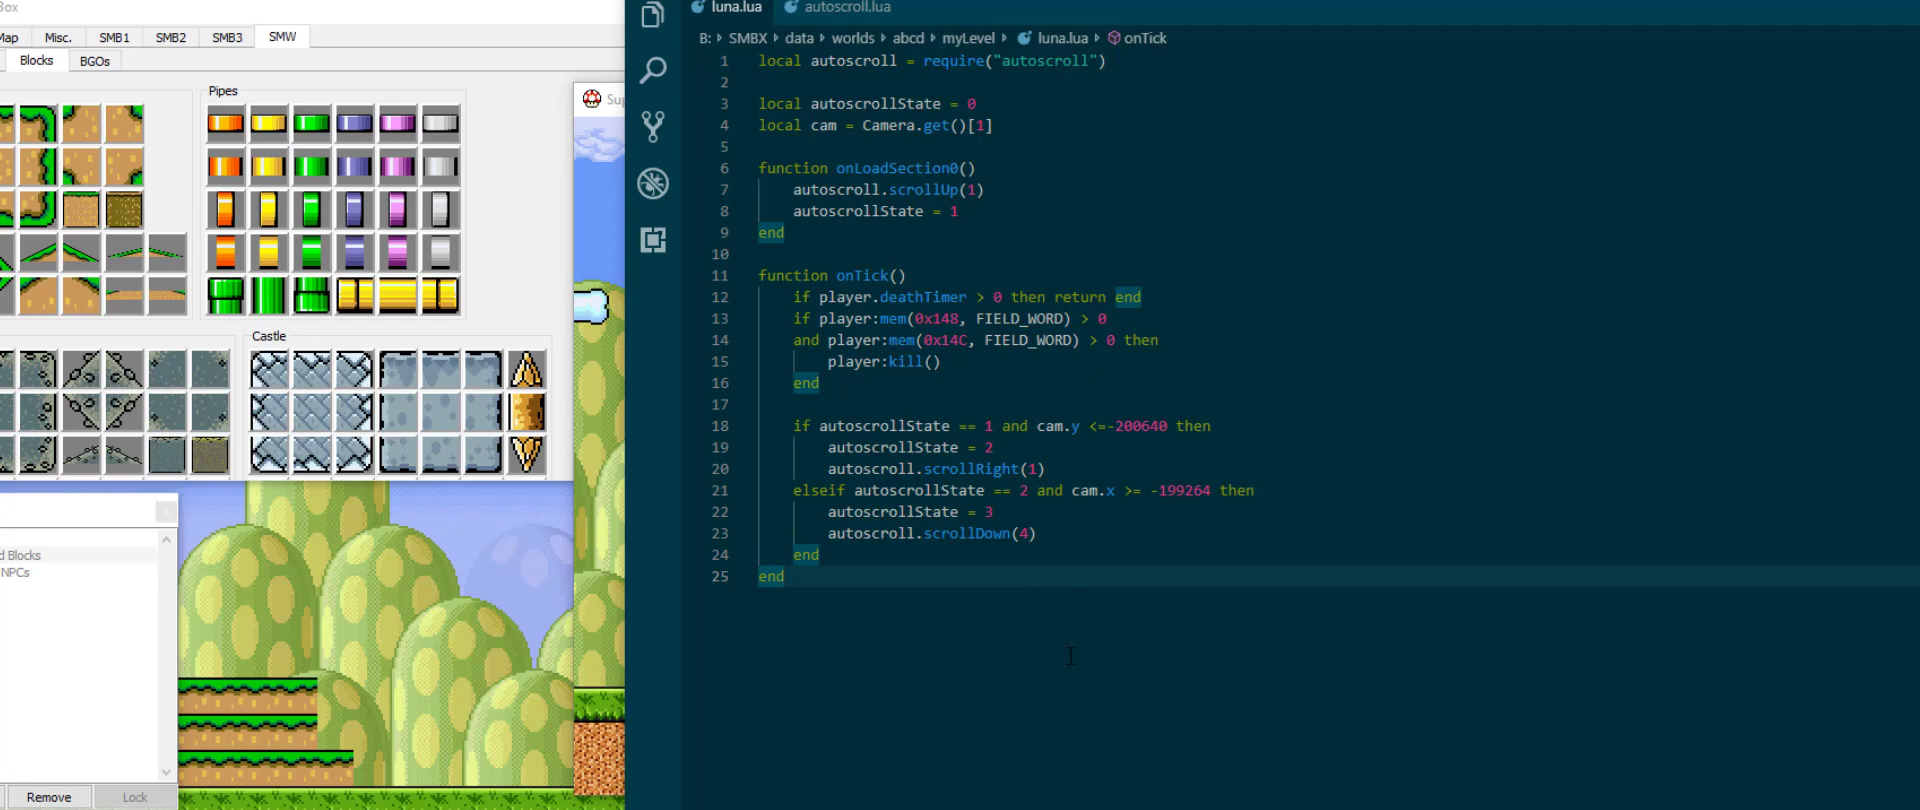 Box
Map Misc. SMB1 SMB2 SMB3 SMW
Blocks BGOs
Pipes
Castle
d Blocks
NPCs
Remove Lock
Sup
luna.lua autoscroll.lua
B: SMBX data worlds abcd myLevel luna.lua onTick
1 local autoscroll = require("autoscroll")
2
3 local autoscrollState = 0
4 local cam = Camera.get()[1]
5
6 function onLoadSection0()
7 autoscroll.scrollUp(1)
8 autoscrollState = 1
9 end
10
11 function onTick()
12 if player.deathTimer > 0 then return end
13 if player:mem(0x148, FIELD_WORD) > 0
14 and player:mem(0x14C, FIELD_WORD) > 0 then
15 player:kill()
16 end
17
18 if autoscrollState == 1 and cam.y <=-200640 then
19 autoscrollState = 2
20 autoscroll.scrollRight(1)
21 elseif autoscrollState == 2 and cam.x >= -199264 then
22 autoscrollState = 3
23 autoscroll.scrollDown(4)
24 end
25 end